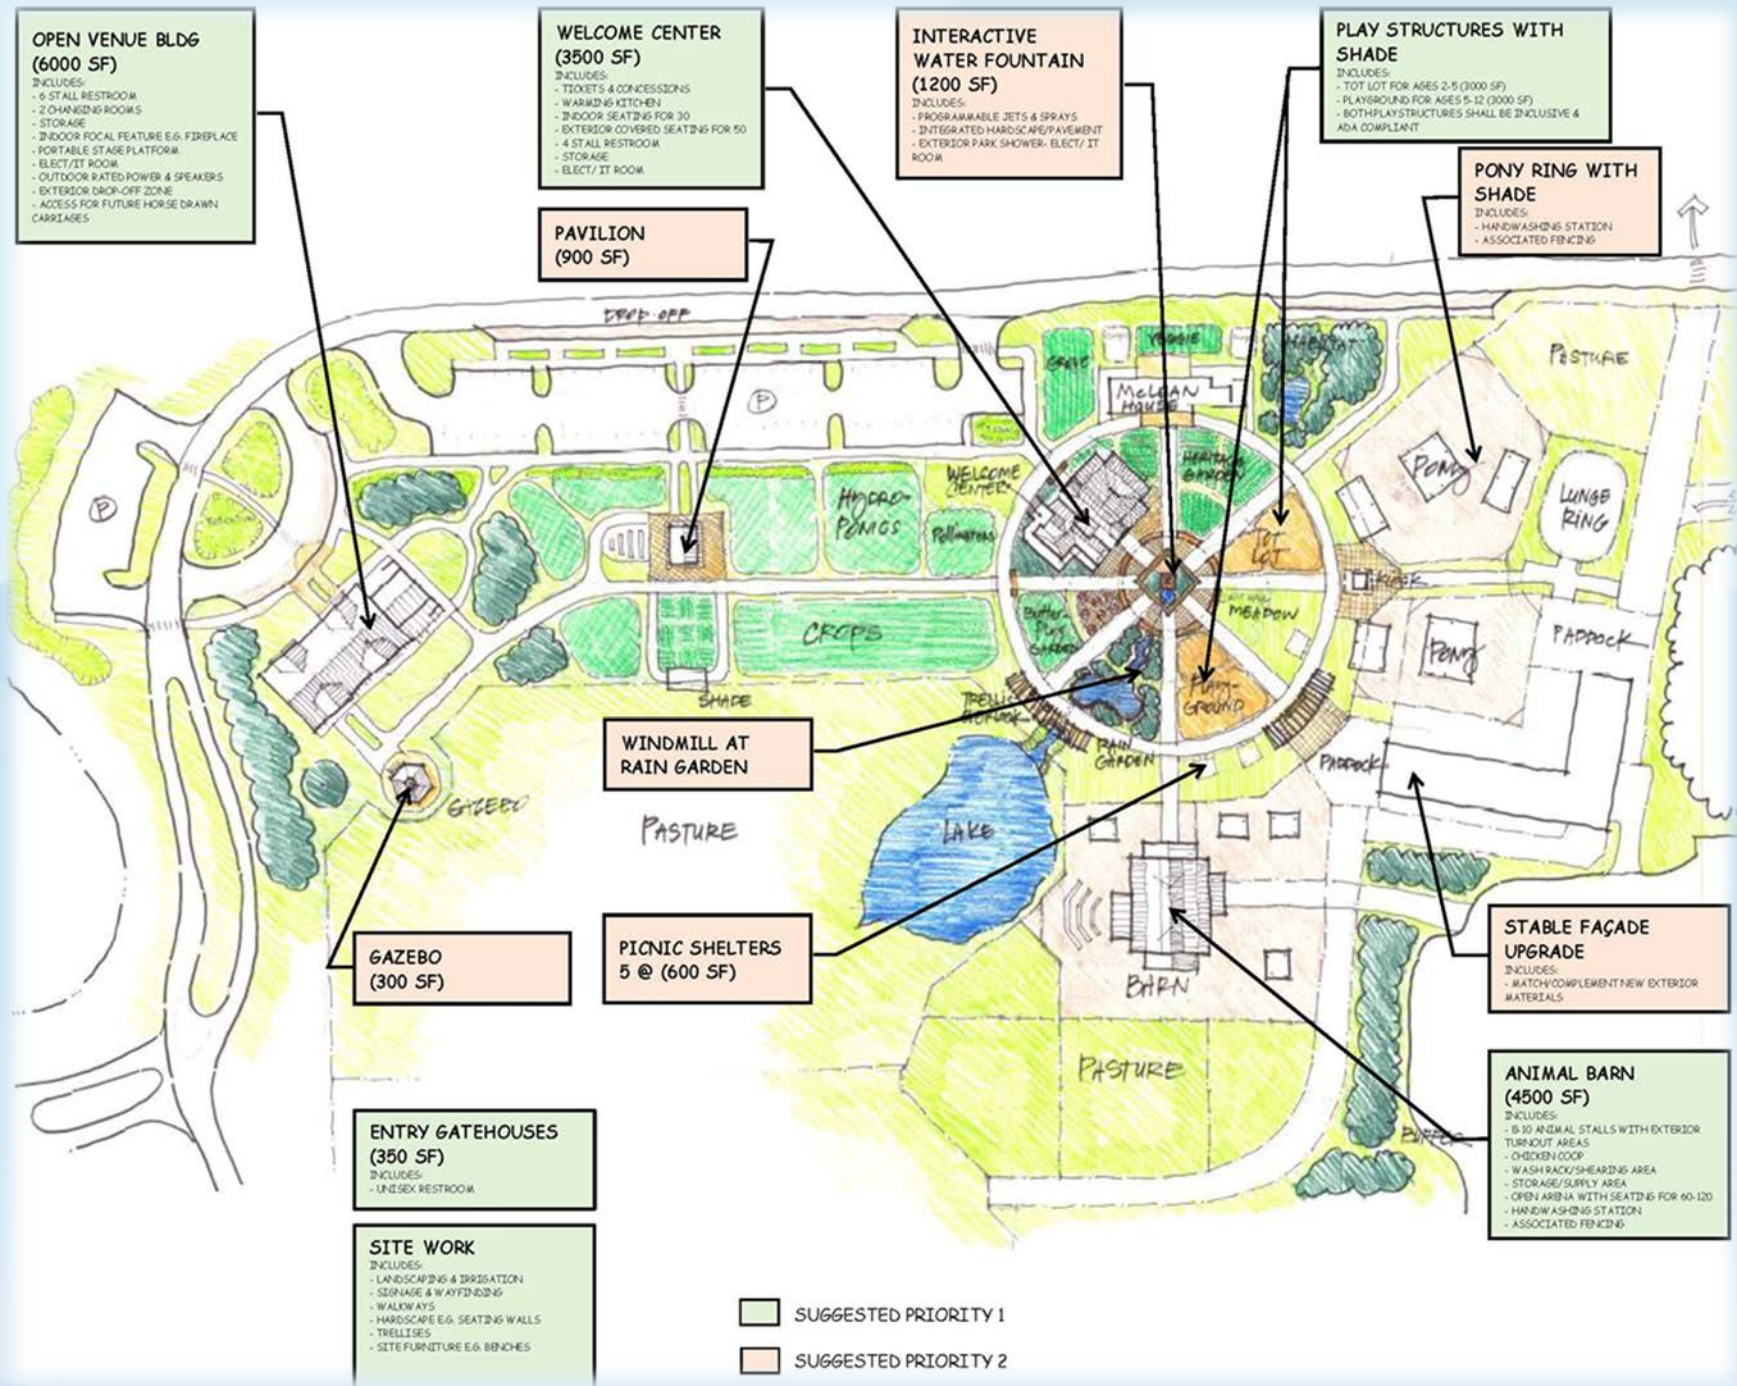 OPEN VENUE BLDG
(6000 SF)
INCLUDES:
- 6 STALL RESTROOM
- 2 CHANGING ROOMS
- STORAGE
- INDOOR FOCAL FEATURE E.G. FIREPLACE
- PORTABLE STAGE PLATFORM
- ELECT/IT ROOM
- OUTDOOR RATED POWER & SPEAKERS
- EXTERIOR DROP-OFF ZONE
- ACCESS FOR FUTURE HORSE DRAWN
CARRIAGES
WELCOME CENTER
(3500 SF)
INCLUDES:
- TICKETS & CONCESSIONS
- WARMING KITCHEN
- INDOOR SEATING FOR 30
- EXTERIOR COVERED SEATING FOR 50
- 4 STALL RESTROOM
- STORAGE
- ELECT/ IT ROOM
PAVILION
(900 SF)
INTERACTIVE
WATER FOUNTAIN
(1200 SF)
INCLUDES:
- PROGRAMMABLE JETS & SPRAYS
- INTEGRATED HARDSCAPE/PAVEMENT
- EXTERIOR PARK SHOWER- ELECT/ IT
ROOM
PLAY STRUCTURES WITH
SHADE
INCLUDES:
- TOT LOT FOR AGES 2-5 (3000 SF)
- PLAYGROUND FOR AGES 5-12 (3000 SF)
- BOTH PLAY STRUCTURES SHALL BE INCLUSIVE &
ADA COMPLIANT
PONY RING WITH
SHADE
INCLUDES:
- HANDWASHING STATION
- ASSOCIATED FENCING
DROP-OFF
P
P
GROVE
VEGGIE
HABITAT
McLEAN
HOUSE
PASTURE
WELCOME
CENTER
HERITAGE
GARDEN
HYDRO-
PONICS
Pollinators
PONY
LUNGE
RING
TOT
LOT
KIOSK
MEADOW
Butter-
fly
GARDEN
CROPS
PONY
PADDOCK
PLAY-
GROUND
SHADE
TRELLIS
RAIN
GARDEN
PADDOCK
WINDMILL AT
RAIN GARDEN
GAZEBO
PASTURE
LAKE
GAZEBO
(300 SF)
PICNIC SHELTERS
5 @ (600 SF)
BARN
PASTURE
BUFFER
STABLE FAÇADE
UPGRADE
INCLUDES:
- MATCH/COMPLEMENT NEW EXTERIOR
MATERIALS
ANIMAL BARN
(4500 SF)
INCLUDES:
- 8-10 ANIMAL STALLS WITH EXTERIOR
TURNOUT AREAS
- CHICKEN COOP
- WASH RACK/SHEARING AREA
- STORAGE/SUPPLY AREA
- OPEN ARENA WITH SEATING FOR 60-120
- HANDWASHING STATION
- ASSOCIATED FENCING
ENTRY GATEHOUSES
(350 SF)
INCLUDES:
- UNISEX RESTROOM
SITE WORK
INCLUDES:
- LANDSCAPING & IRRIGATION
- SIGNAGE & WAYFINDING
- WALKWAYS
- HARDSCAPE E.G. SEATING WALLS
- TRELLISES
- SITE FURNITURE E.G. BENCHES
SUGGESTED PRIORITY 1
SUGGESTED PRIORITY 2